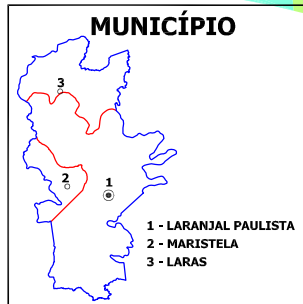 MUNICÍPIO
3
2
1
1 - LARANJAL PAULISTA
2 - MARISTELA
3 - LARAS